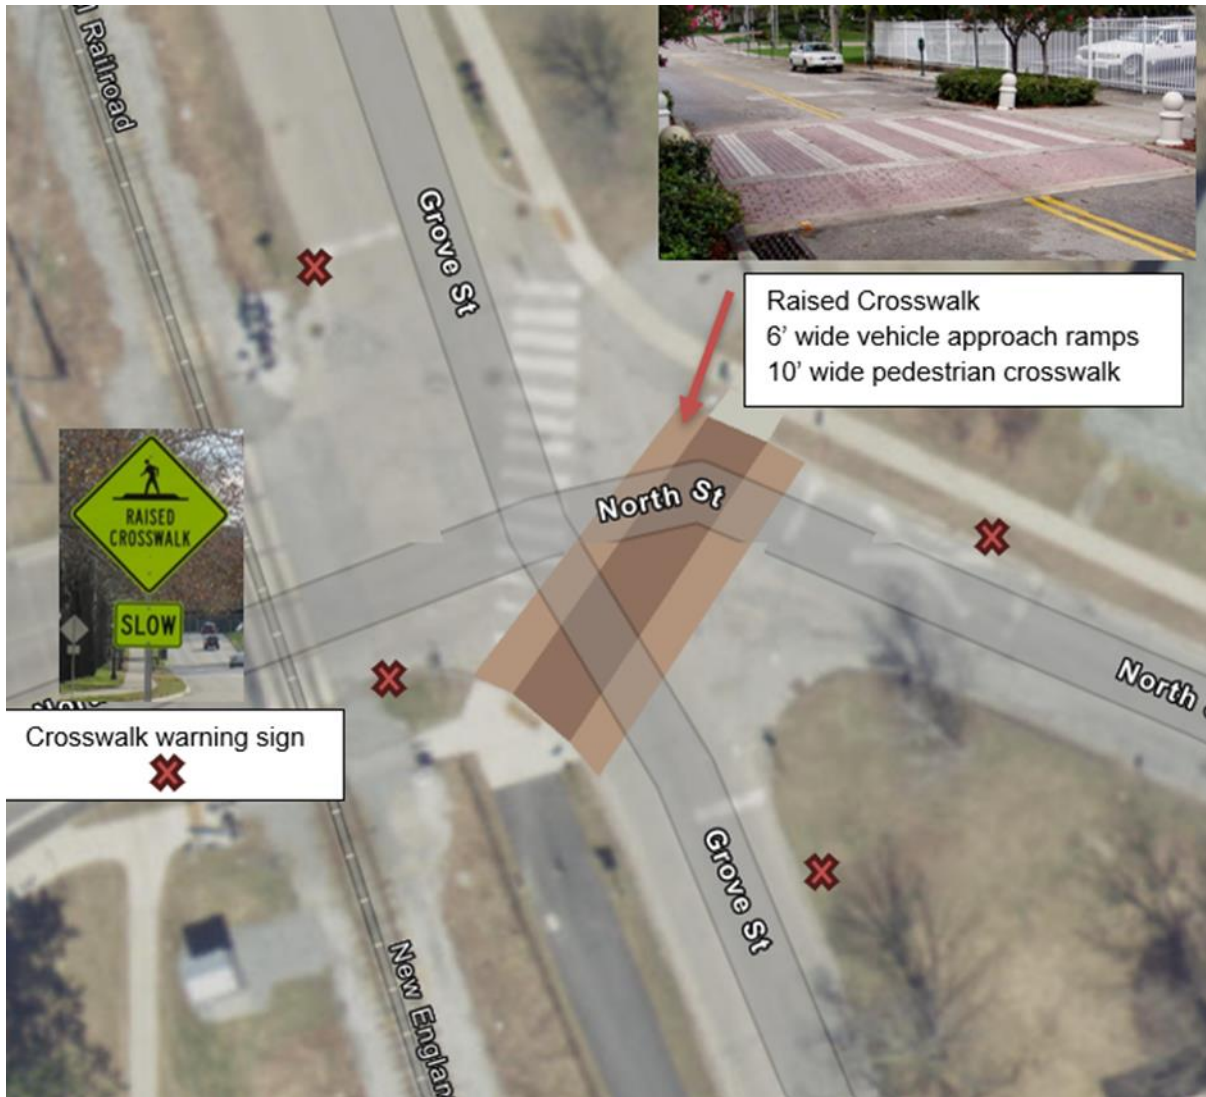 Railroad
Grove St
Raised Crosswalk
6' wide vehicle approach ramps
10' wide pedestrian crosswalk
North St
RAISED
CROSSWALK
SLOW
North
Crosswalk warning sign
Grove St
New Englan